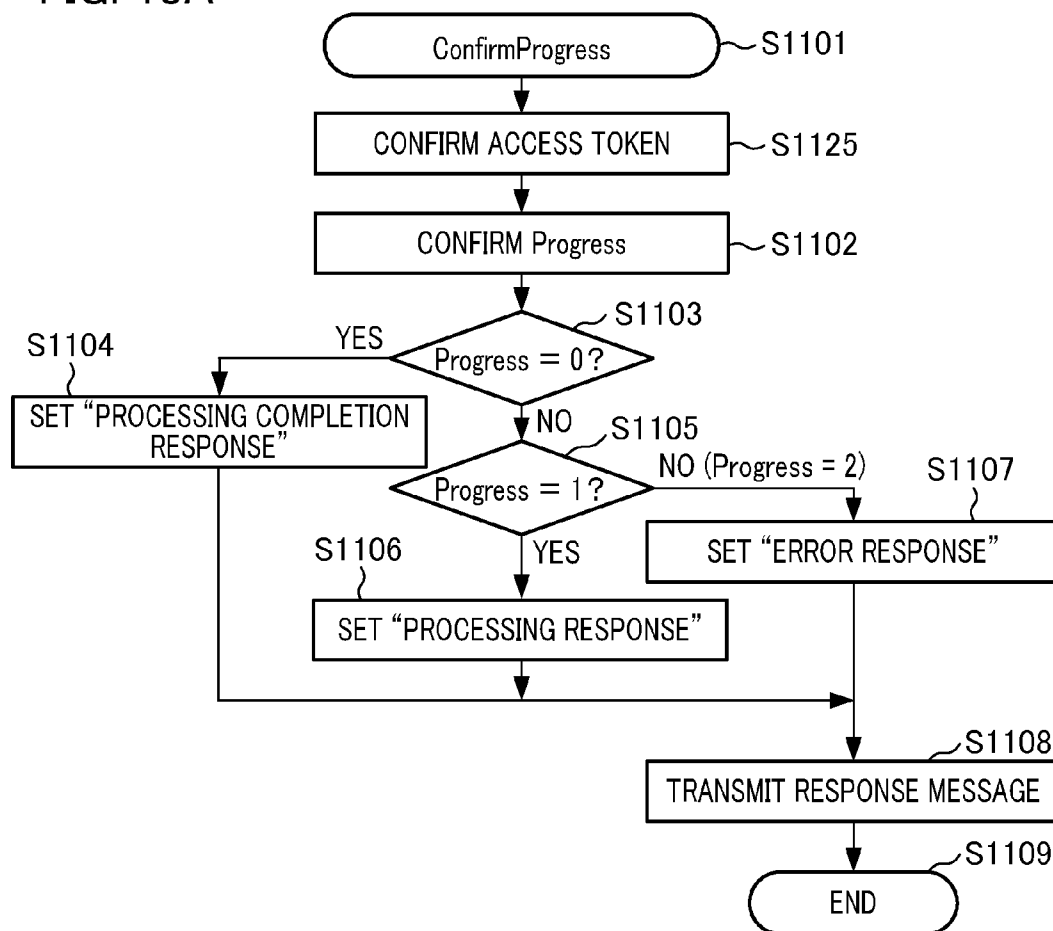 ConfirmProgress
S1101
CONFIRM ACCESS TOKEN
S1125
CONFIRM Progress
S1102
S1103
YES
S1104
Progress = 0?
SET “PROCESSING COMPLETION
RESPONSE”
NO
S1105
NO (Progress = 2)
S1107
Progress = 1?
SET “ERROR RESPONSE”
S1106
YES
SET “PROCESSING RESPONSE”
S1108
TRANSMIT RESPONSE MESSAGE
S1109
END